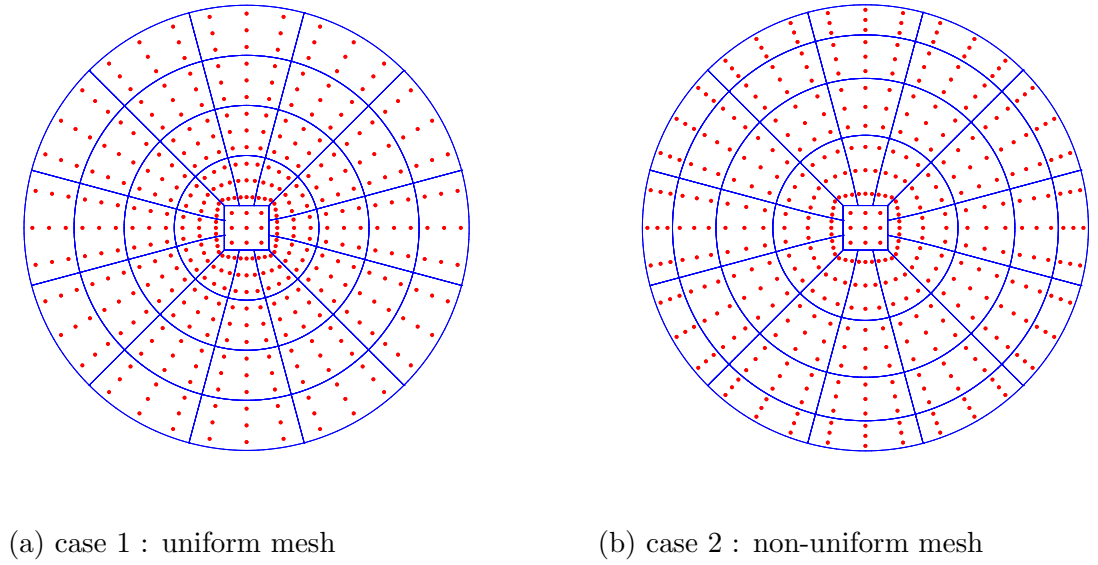 (a) case 1 : uniform mesh
(b) case 2 : non-uniform mesh